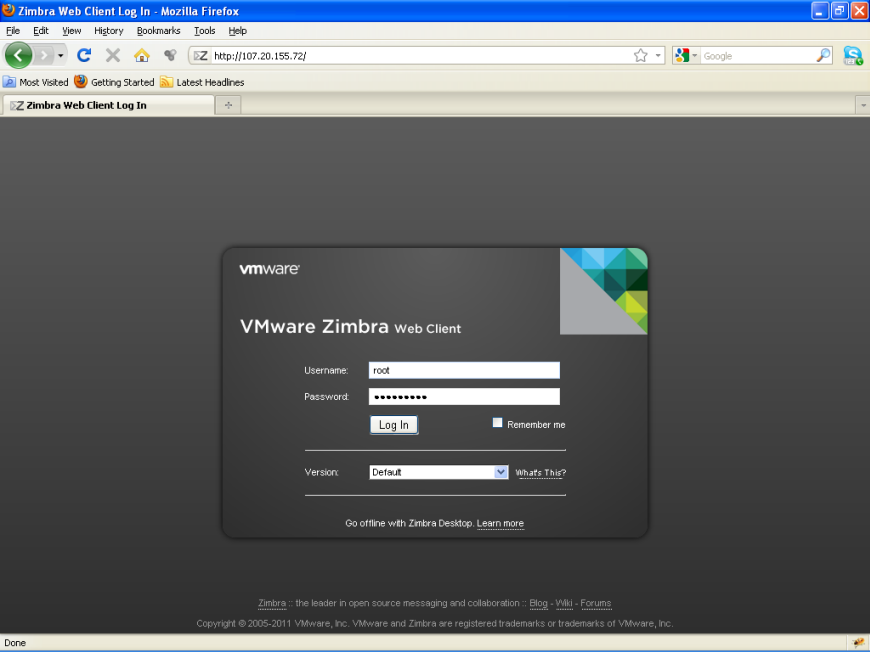 Zimbra Web Client Log In - Mozilla Firefox
File Edit View History Bookmarks Tools Help
http://107.20.155.72/ Google
Most Visited Getting Started Latest Headlines
Zimbra Web Client Log In
vmware
VMware Zimbra Web Client
Username: root
Password: •••••••••
Log In Remember me
Version: Default What's This?
Go offline with Zimbra Desktop. Learn more
Zimbra :: the leader in open source messaging and collaboration :: Blog - Wiki - Forums
Copyright © 2005-2011 VMware, Inc. VMware and Zimbra are registered trademarks or trademarks of VMware, Inc.
Done